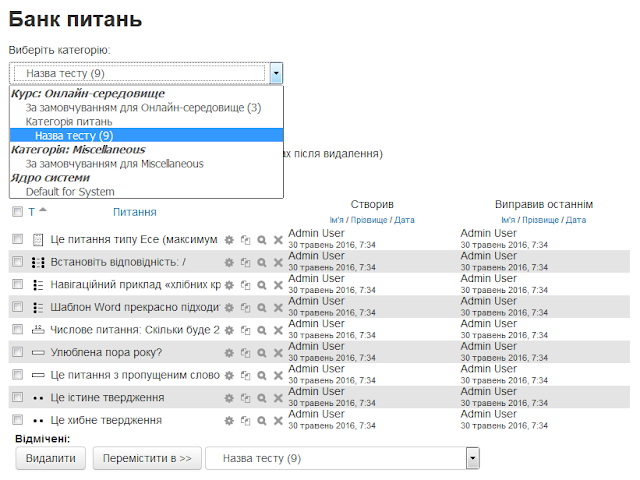 Банк питань
Виберіть категорію:
Назва тесту (9)
Курс: Онлайн-середовище
За замовчуванням для Онлайн-середовище (3)
Категорія питань
Назва тесту (9)
Категорія: Miscellaneous
За замовчуванням для Miscellaneous
ах після видалення)
Ядро системи
Default for System
Створив Виправив останнім
Т Питання Ім'я / Прізвище / Дата Ім'я / Прізвище / Дата
Це питання типу Есе (максимум Admin User Admin User
30 травень 2016, 7:34 30 травень 2016, 7:34
Встановіть відповідність: / Admin User Admin User
30 травень 2016, 7:34 30 травень 2016, 7:34
Навігаційний приклад «хлібних кр Admin User Admin User
30 травень 2016, 7:34 30 травень 2016, 7:34
Шаблон Word прекрасно підходит Admin User Admin User
30 травень 2016, 7:34 30 травень 2016, 7:34
Числове питання: Скільки буде 2 Admin User Admin User
30 травень 2016, 7:34 30 травень 2016, 7:34
Улюблена пора року? Admin User Admin User
30 травень 2016, 7:34 30 травень 2016, 7:34
Це питання з пропущеним слово Admin User Admin User
30 травень 2016, 7:34 30 травень 2016, 7:34
Це істине твердження Admin User Admin User
30 травень 2016, 7:34 30 травень 2016, 7:34
Це хибне твердження Admin User Admin User
30 травень 2016, 7:34 30 травень 2016, 7:34
Відмічені:
Видалити Перемістити в >> Назва тесту (9)